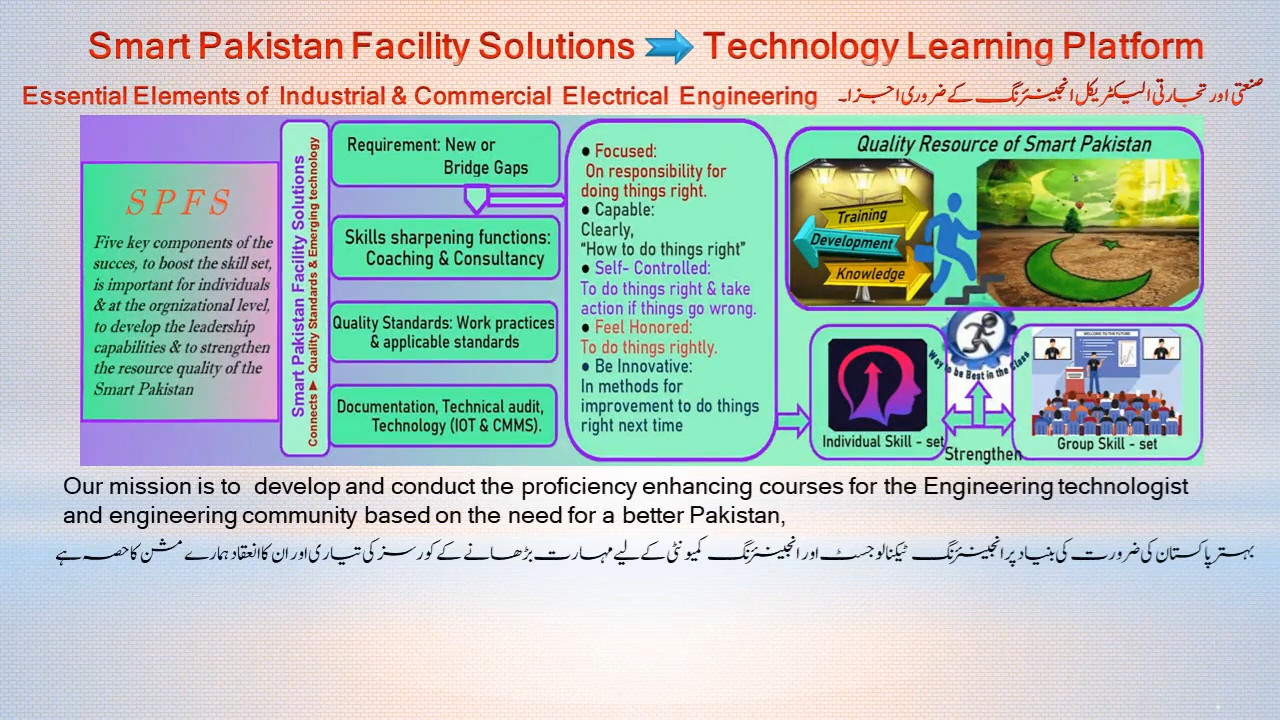 Smart Pakistan Facility Solutions Technology Learning Platform
Essential Elements of Industrial & Commercial Electrical Engineering
صنعتی اور تجارتی الیکٹریکل انجینئرنگ کے ضروری اجزا۔
S P F S
Five key components of the
succes, to boost the skill set,
is important for individuals
& at the orgnizational level,
to develop the leadership
capabilities & to strengthen
the resource quality of the
Smart Pakistan
Smart Pakistan Facility Solutions
Connects Quality Standards & Emerging technology
Requirement: New or
Bridge Gaps
Skills sharpening functions:
Coaching & Consultancy
Quality Standards: Work practices
& applicable standards
Documentation, Technical audit,
Technology (IOT & CMMS).
● Focused:
On responsibility for
doing things right.
● Capable:
Clearly,
“How to do things right”
● Self- Controlled:
To do things right & take
action if things go wrong.
● Feel Honored:
To do things rightly.
● Be Innovative:
In methods for
improvement to do things
right next time
Quality Resource of Smart Pakistan
Training
Development
Knowledge
Way to be Best in the Class
WELCOME TO THE FUTURE
Individual Skill - set
Strengthen
Group Skill - set
Our mission is to develop and conduct the proficiency enhancing courses for the Engineering technologist
and engineering community based on the need for a better Pakistan,
بہتر پاکستان کی ضرورت کی بنیاد پر انجینئرنگ ٹیکنالوجسٹ اور انجینئرنگ کمیونٹی کے لیے مہارت بڑھانے کے کورسز کی تیاری اور ان کا انعقاد ہمارے مشن کا حصہ ہے